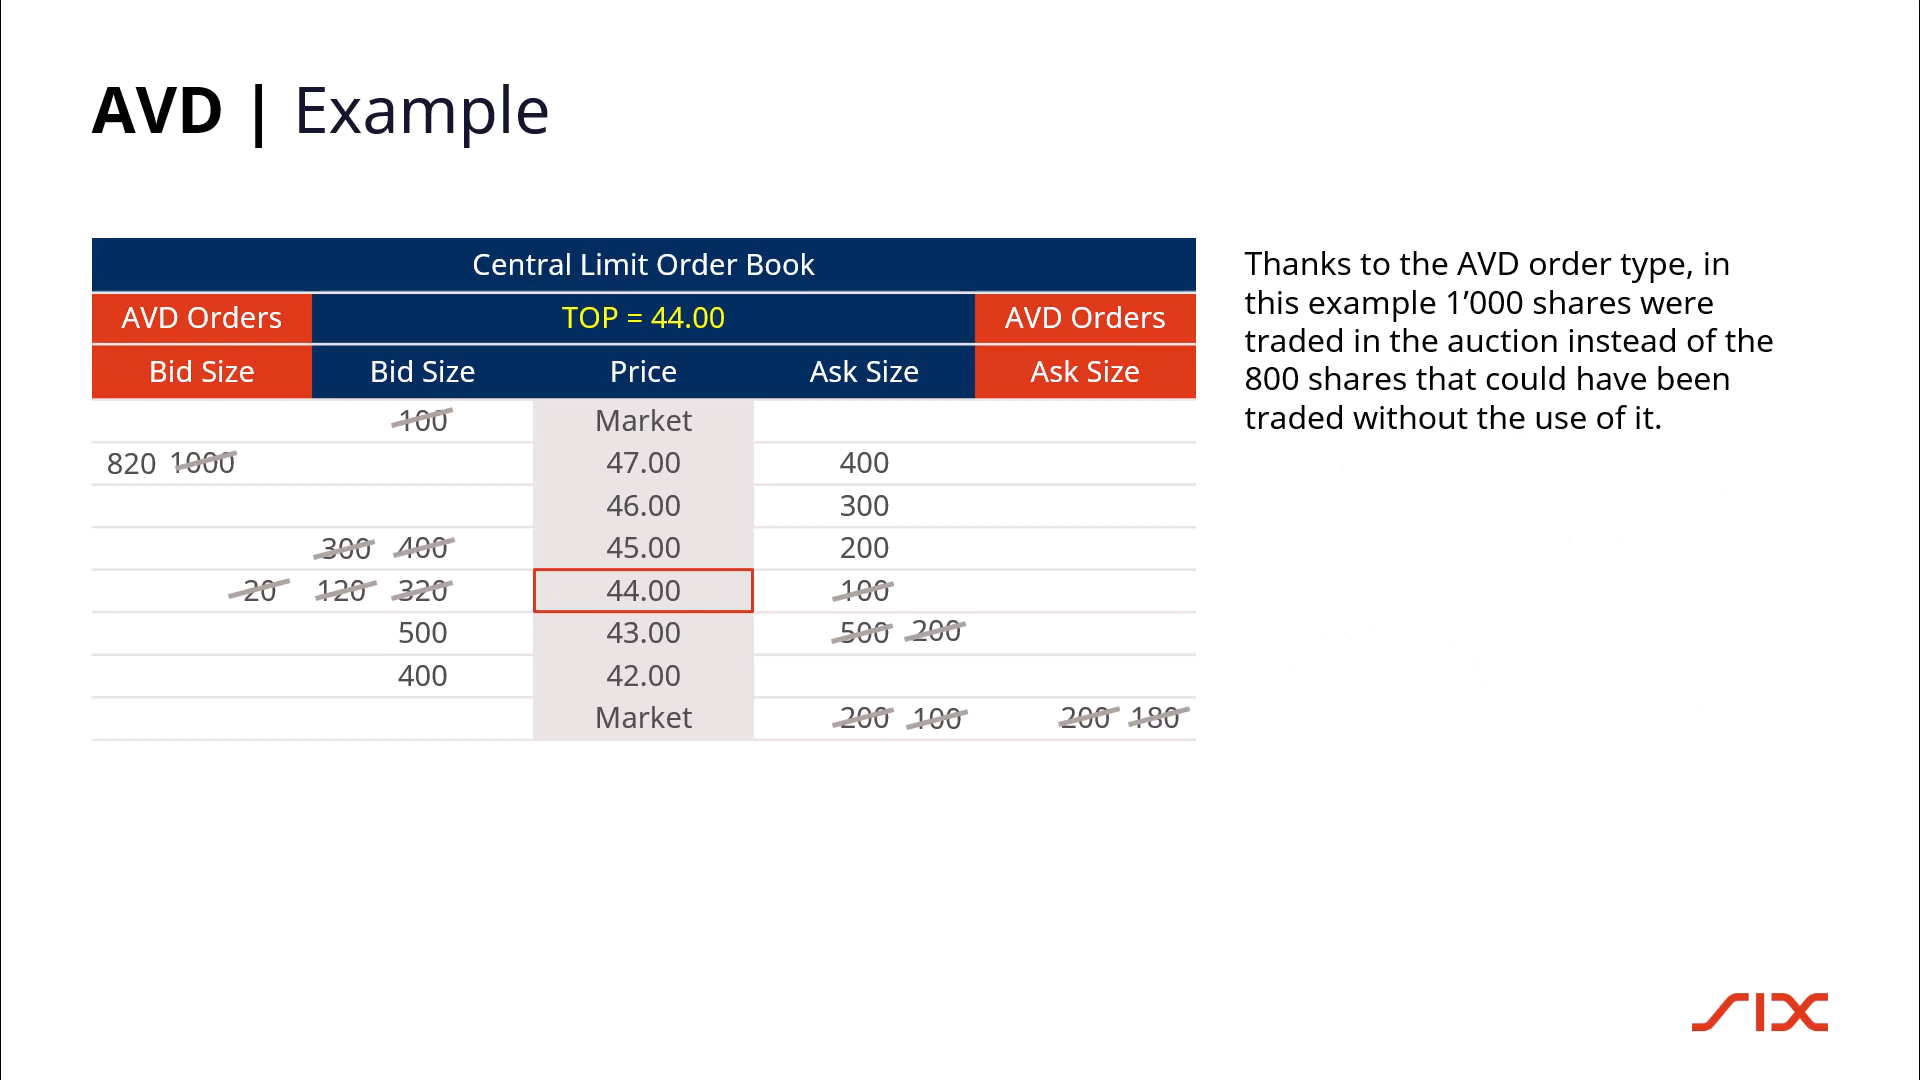 AVD | Example
Central Limit Order Book
AVD Orders TOP = 44.00 AVD Orders
Bid Size Bid Size Price Ask Size Ask Size
100 Market
820 1000 47.00 400
46.00 300
300 400 45.00 200
20 120 320 44.00 100
500 43.00 500 200
400 42.00
Market 200 100 200 180
Thanks to the AVD order type, in
this example 1’000 shares were
traded in the auction instead of the
800 shares that could have been
traded without the use of it.
SIX